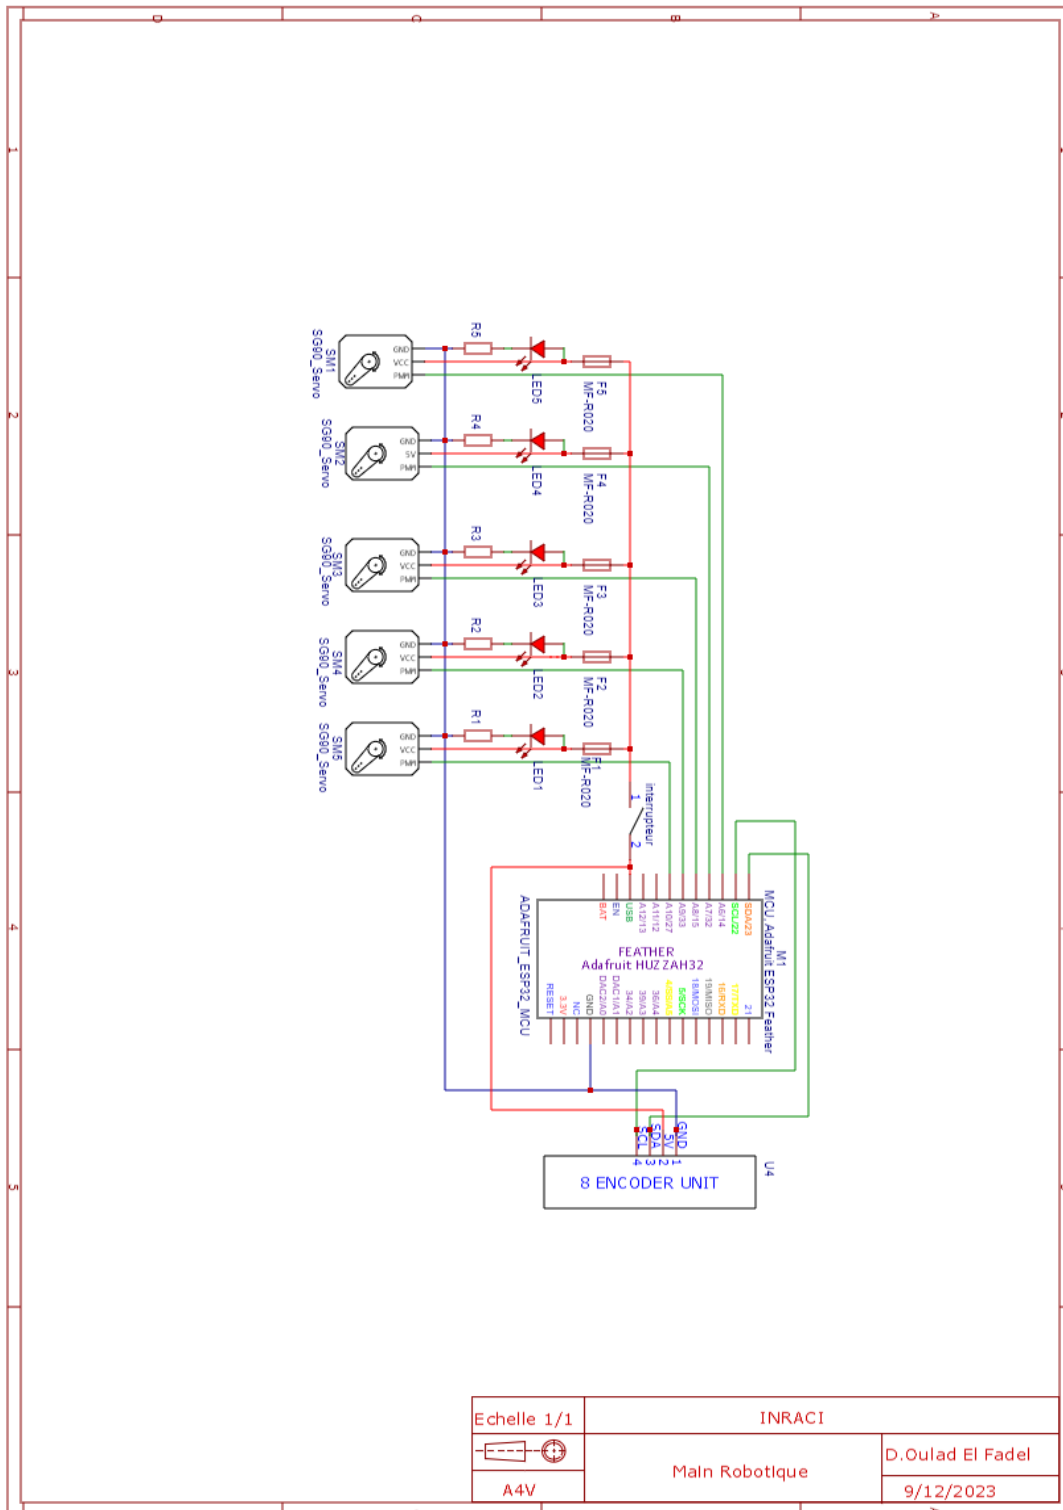 D
C
B
A
1
2
3
4
5
R5
LED5
F5
MF-R020
GND
VCC
PWM
SM1
SG90_Servo
R4
LED4
F4
MF-R020
GND
5V
PWM
SM2
SG90_Servo
R3
LED3
F3
MF-R020
GND
VCC
PWM
SM3
SG90_Servo
R2
LED2
F2
MF-R020
GND
VCC
PWM
SM4
SG90_Servo
R1
LED1
F1
MF-R020
GND
VCC
PWM
SM5
SG90_Servo
interrupteur
1
2
M1
MCU, Adafruit ESP32 Feather
BAT
EN
USB
A12/13
A11/12
A10/27
A9/33
A8/15
A7/32
A6/14
SCL/22
SDA/23
FEATHER
Adafruit HUZZAH32
RESET
3.3V
NC
GND
DAC2/A0
DAC1/A1
34/A2
39/A3
36/A4
5/SCK
18/MOSI
19/MISO
16/RXD
17/TXD
21
ADAFRUIT_ESP32_MCU
SCL
SDA
5V
GND
4
3
2
1
U4
8 ENCODER UNIT
Echelle 1/1
INRACI
Main Robotique
D.Oulad El Fadel
A4V
9/12/2023